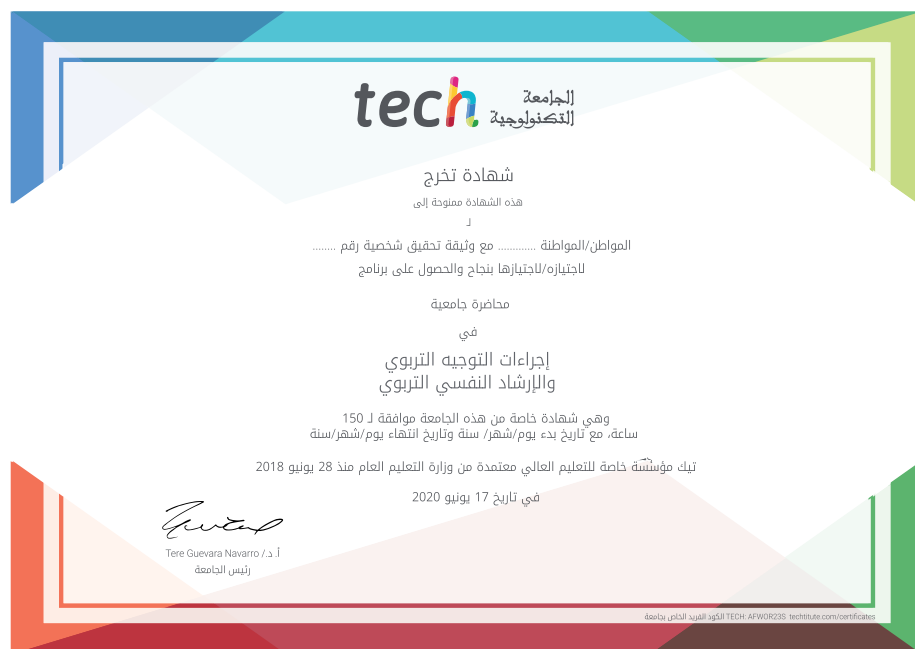 tech الجامعة
التكنولوجية
شهادة تخرج
هذه الشهادة ممنوحة إلى
لـ
المواطن/المواطنة ............. مع وثيقة تحقيق شخصية رقم ........
لاجتيازه/لاجتيازها بنجاح والحصول على برنامج
محاضرة جامعية
في
إجراءات التوجيه التربوي
والإرشاد النفسي التربوي
وهي شهادة خاصة من هذه الجامعة موافقة لـ 150
ساعة، مع تاريخ بدء يوم/شهر/ سنة وتاريخ انتهاء يوم/شهر/سنة
تيك مؤسسة خاصة للتعليم العالي معتمدة من وزارة التعليم العام منذ 28 يونيو 2018
في تاريخ 17 يونيو 2020
أ. د./ Tere Guevara Navarro
رئيس الجامعة
الكود الفريد الخاص بجامعة TECH: AFWOR23S techtitute.com/certificates